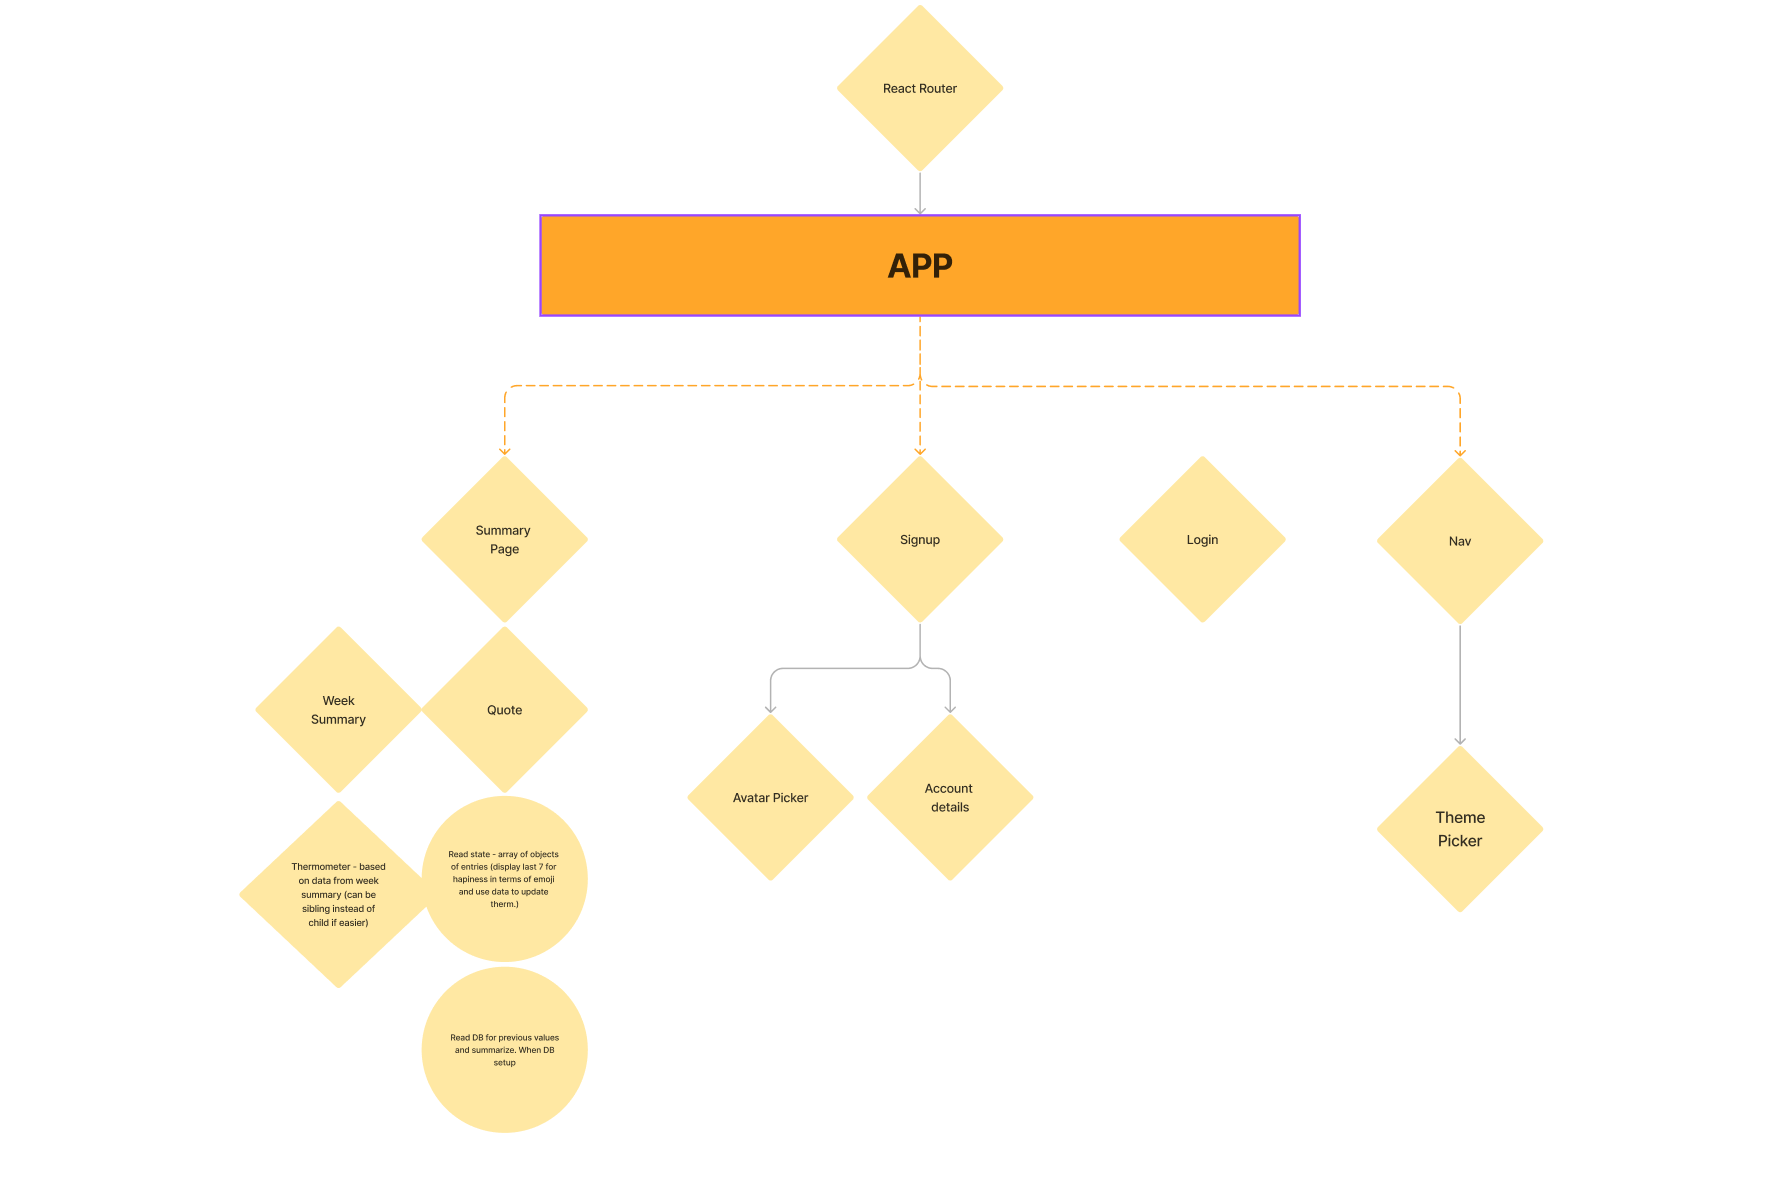 React Router
APP
Summary
Page
Signup
Login
Nav
Week
Summary
Quote
Avatar Picker
Account
details
Theme
Picker
Thermometer - based
on data from week
summary (can be
sibling instead of
child if easier)
Read state - array of objects
of entries (display last 7 for
hapiness in terms of emoji
and use data to update
therm.)
Read DB for previous values
and summarize. When DB
setup